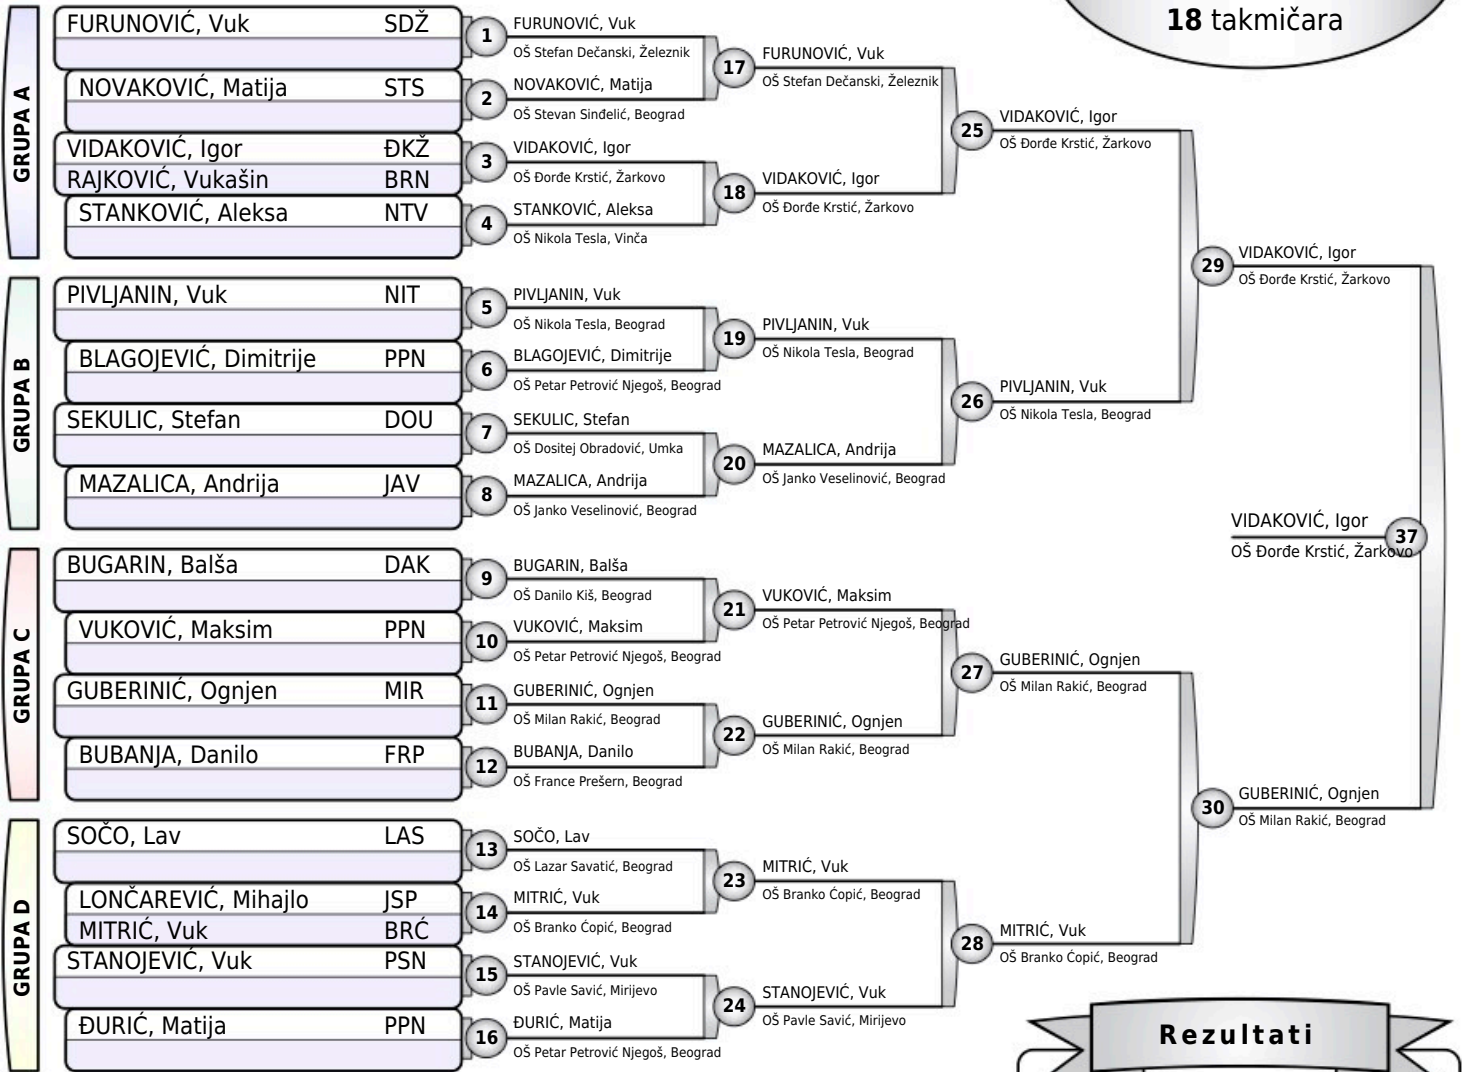 18 takmičara
GRUPA A
FURUNOVIĆ, Vuk SDŽ
NOVAKOVIĆ, Matija STS
VIDAKOVIĆ, Igor ĐKŽ
RAJKOVIĆ, Vukašin BRN
STANKOVIĆ, Aleksa NTV
GRUPA B
PIVLJANIN, Vuk NIT
BLAGOJEVIĆ, Dimitrije PPN
SEKULIC, Stefan DOU
MAZALICA, Andrija JAV
GRUPA C
BUGARIN, Balša DAK
VUKOVIĆ, Maksim PPN
GUBERINIĆ, Ognjen MIR
BUBANJA, Danilo FRP
GRUPA D
SOČO, Lav LAS
LONČAREVIĆ, Mihajlo JSP
MITRIĆ, Vuk BRĆ
STANOJEVIĆ, Vuk PSN
ĐURIĆ, Matija PPN
1 FURUNOVIĆ, Vuk
OŠ Stefan Dečanski, Železnik
2 NOVAKOVIĆ, Matija
OŠ Stevan Sinđelić, Beograd
3 VIDAKOVIĆ, Igor
OŠ Đorđe Krstić, Žarkovo
4 STANKOVIĆ, Aleksa
OŠ Nikola Tesla, Vinča
5 PIVLJANIN, Vuk
OŠ Nikola Tesla, Beograd
6 BLAGOJEVIĆ, Dimitrije
OŠ Petar Petrović Njegoš, Beograd
7 SEKULIC, Stefan
OŠ Dositej Obradović, Umka
8 MAZALICA, Andrija
OŠ Janko Veselinović, Beograd
9 BUGARIN, Balša
OŠ Danilo Kiš, Beograd
10 VUKOVIĆ, Maksim
OŠ Petar Petrović Njegoš, Beograd
11 GUBERINIĆ, Ognjen
OŠ Milan Rakić, Beograd
12 BUBANJA, Danilo
OŠ France Prešern, Beograd
13 SOČO, Lav
OŠ Lazar Savatić, Beograd
14 MITRIĆ, Vuk
OŠ Branko Ćopić, Beograd
15 STANOJEVIĆ, Vuk
OŠ Pavle Savić, Mirijevo
16 ĐURIĆ, Matija
OŠ Petar Petrović Njegoš, Beograd
17 FURUNOVIĆ, Vuk
OŠ Stefan Dečanski, Železnik
18 VIDAKOVIĆ, Igor
OŠ Đorđe Krstić, Žarkovo
19 PIVLJANIN, Vuk
OŠ Nikola Tesla, Beograd
20 MAZALICA, Andrija
OŠ Janko Veselinović, Beograd
21 VUKOVIĆ, Maksim
OŠ Petar Petrović Njegoš, Beograd
22 GUBERINIĆ, Ognjen
OŠ Milan Rakić, Beograd
23 MITRIĆ, Vuk
OŠ Branko Ćopić, Beograd
24 STANOJEVIĆ, Vuk
OŠ Pavle Savić, Mirijevo
25 VIDAKOVIĆ, Igor
OŠ Đorđe Krstić, Žarkovo
26 PIVLJANIN, Vuk
OŠ Nikola Tesla, Beograd
27 GUBERINIĆ, Ognjen
OŠ Milan Rakić, Beograd
28 MITRIĆ, Vuk
OŠ Branko Ćopić, Beograd
29 VIDAKOVIĆ, Igor
OŠ Đorđe Krstić, Žarkovo
30 GUBERINIĆ, Ognjen
OŠ Milan Rakić, Beograd
VIDAKOVIĆ, Igor 37
OŠ Đorđe Krstić, Žarkovo
Rezultati